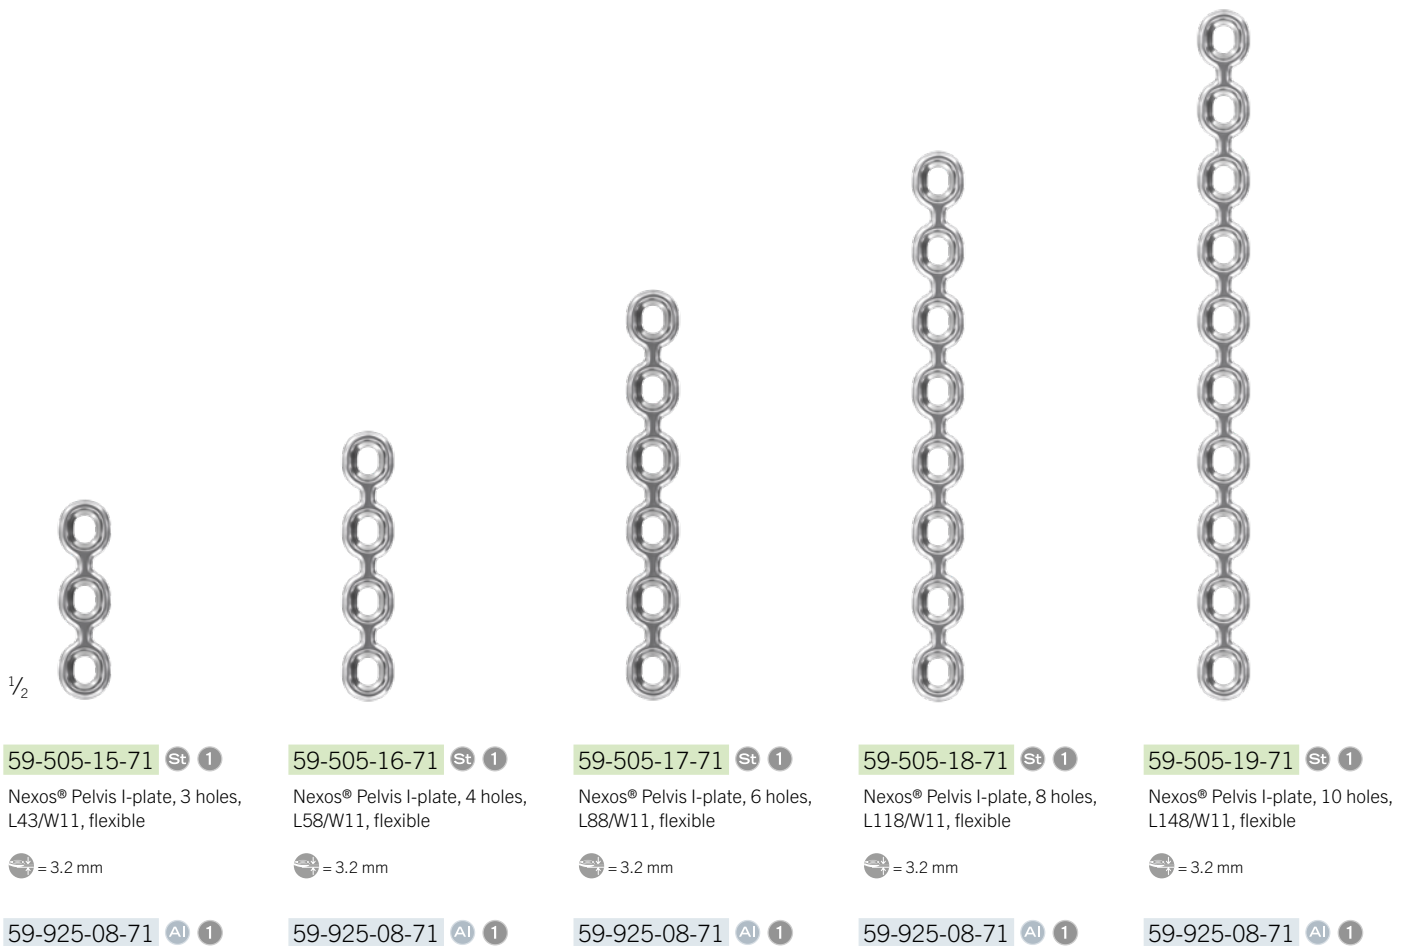 1/2
59-505-15-71 St 1
Nexos® Pelvis I-plate, 3 holes,
L43/W11, flexible
= 3.2 mm
59-925-08-71 Al 1
59-505-16-71 St 1
Nexos® Pelvis I-plate, 4 holes,
L58/W11, flexible
= 3.2 mm
59-925-08-71 Al 1
59-505-17-71 St 1
Nexos® Pelvis I-plate, 6 holes,
L88/W11, flexible
= 3.2 mm
59-925-08-71 Al 1
59-505-18-71 St 1
Nexos® Pelvis I-plate, 8 holes,
L118/W11, flexible
= 3.2 mm
59-925-08-71 Al 1
59-505-19-71 St 1
Nexos® Pelvis I-plate, 10 holes,
L148/W11, flexible
= 3.2 mm
59-925-08-71 Al 1